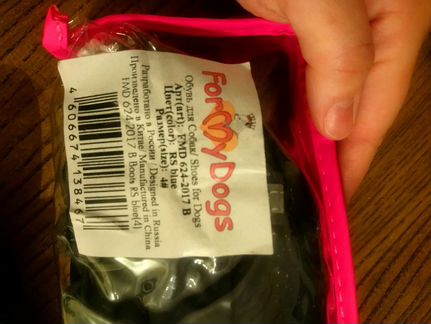 ForMyDogs
Обувь для Собак/ Shoes for Dogs
Арт(art): FMD 624-2017 B
Цвет(color): RS blue
Размер(size): 4#
Разработано в России / Designed in Russia
Произведено в Китае/ Manufactured in China
FMD 624-2017 B Boots RS blue(4)
4 606674 138467